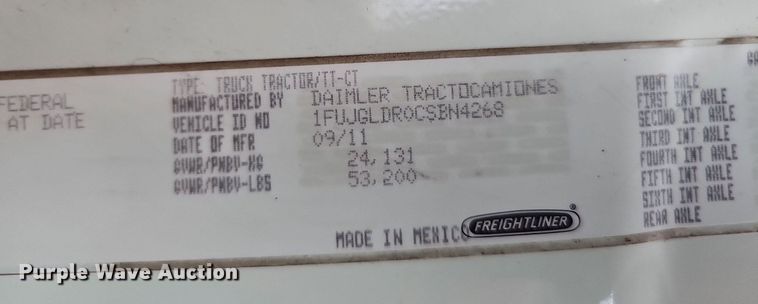 TYPE: TRUCK TRACTOR/TT-CT
FEDERAL
AT DATE
MANUFACTURED BY DAIMLER TRACTOCAMIONES
VEHICLE ID NO 1FUJGLDR0CSBN4268
DATE OF MFR 09/11
GVWR/PNBV-KG 24,131
GVWR/PNBV-LBS 53,200
MADE IN MEXICO
FREIGHTLINER
FRONT AXLE
FIRST INT AXLE
SECOND INT AXLE
THIRD INT AXLE
FOURTH INT AXLE
FIFTH INT AXLE
SIXTH INT AXLE
REAR AXLE
Purple Wave Auction